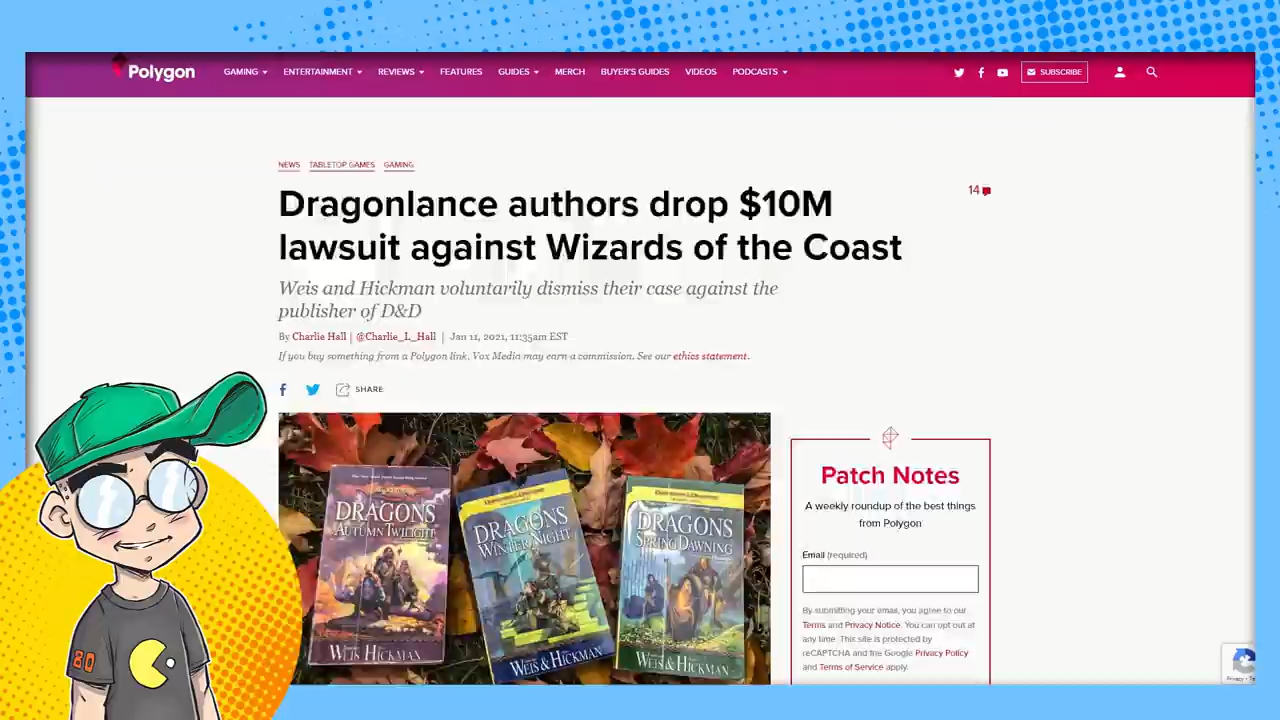 Polygon
GAMING ENTERTAINMENT REVIEWS FEATURES GUIDES MERCH BUYER'S GUIDES VIDEOS PODCASTS SUBSCRIBE
NEWS TABLETOP GAMES GAMING
14
Dragonlance authors drop $10M
lawsuit against Wizards of the Coast
Weis and Hickman voluntarily dismiss their case against the
publisher of D&D
By Charlie Hall | @Charlie_L_Hall | Jan 11, 2021, 11:35am EST
If you buy something from a Polygon link, Vox Media may earn a commission. See our ethics statement.
SHARE
DRAGONS
AUTUMN TWILIGHT
WEIS & HICKMAN
DRAGONS
WINTER NIGHT
WEIS & HICKMAN
DRAGONS
SPRING DAWNING
WEIS & HICKMAN
Patch Notes
A weekly roundup of the best things
from Polygon
Email (required)
By submitting your email, you agree to our
Terms and Privacy Notice. You can opt out at
any time. This site is protected by
reCAPTCHA and the Google Privacy Policy
and Terms of Service apply.
80